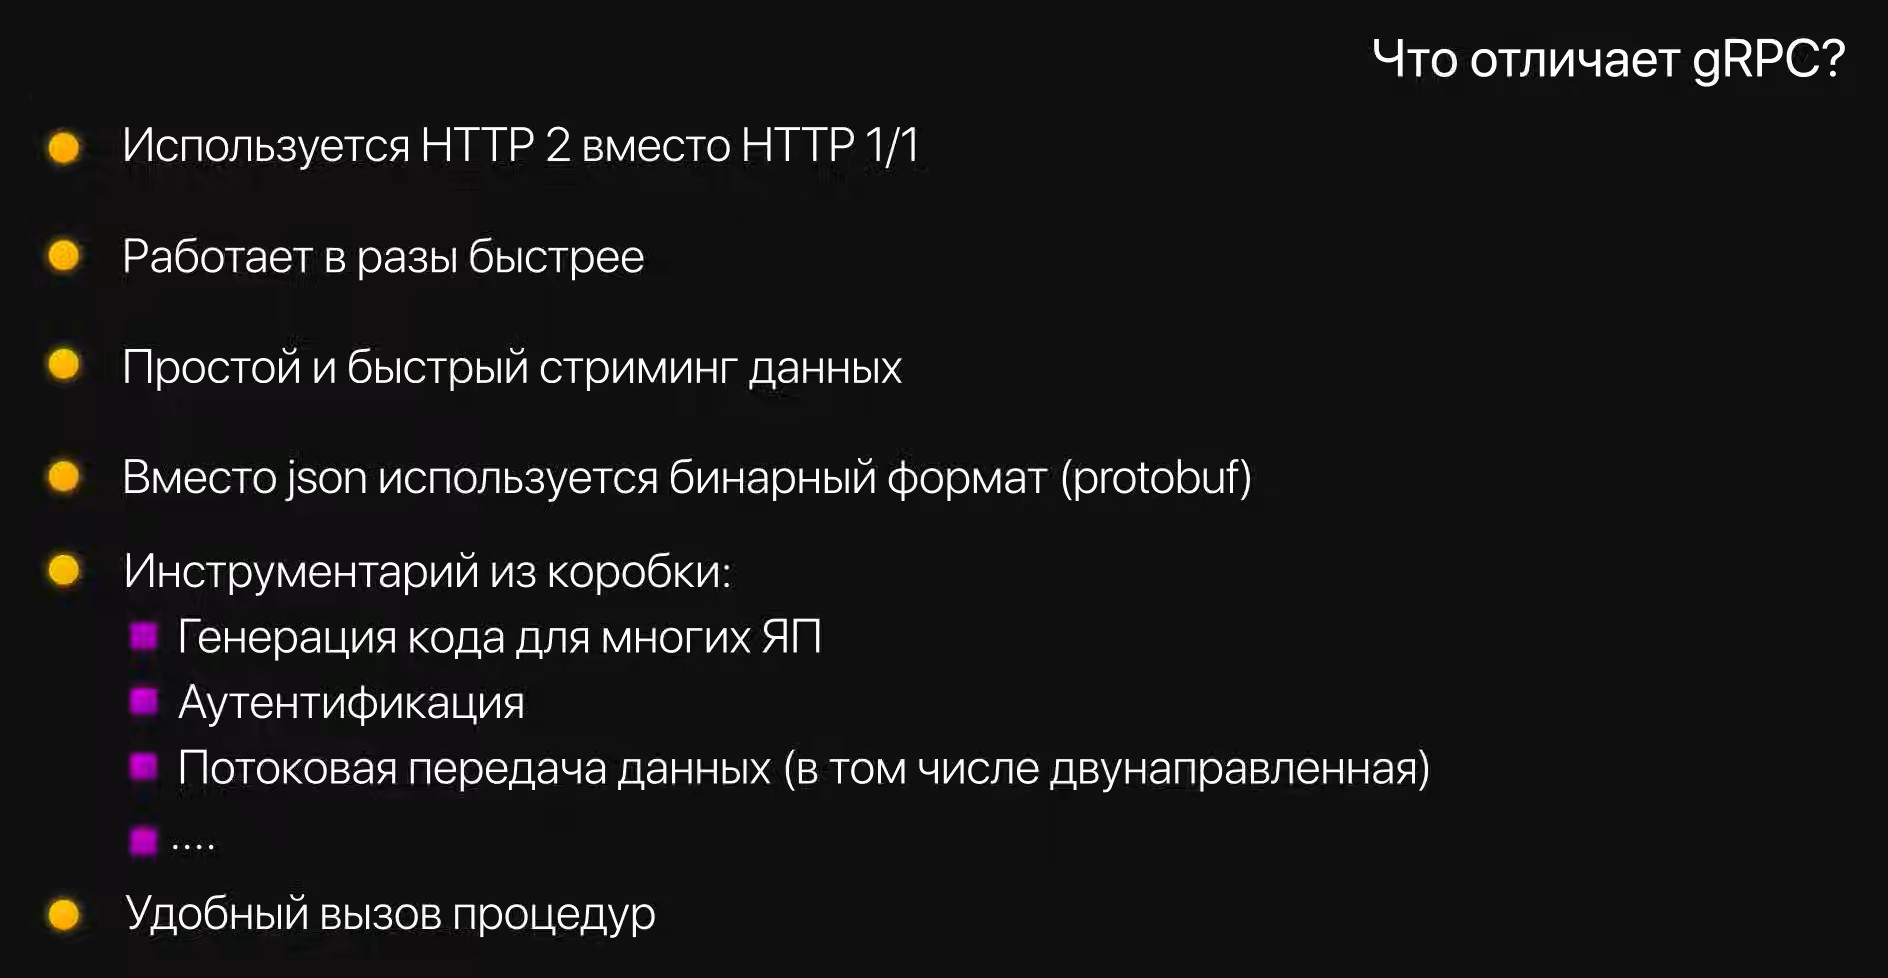 Что отличает gRPC?
Используется HTTP 2 вместо HTTP 1/1
Работает в разы быстрее
Простой и быстрый стриминг данных
Вместо json используется бинарный формат (protobuf)
Инструментарий из коробки:
Генерация кода для многих ЯП
Аутентификация
Потоковая передача данных (в том числе двунаправленная)
....
Удобный вызов процедур